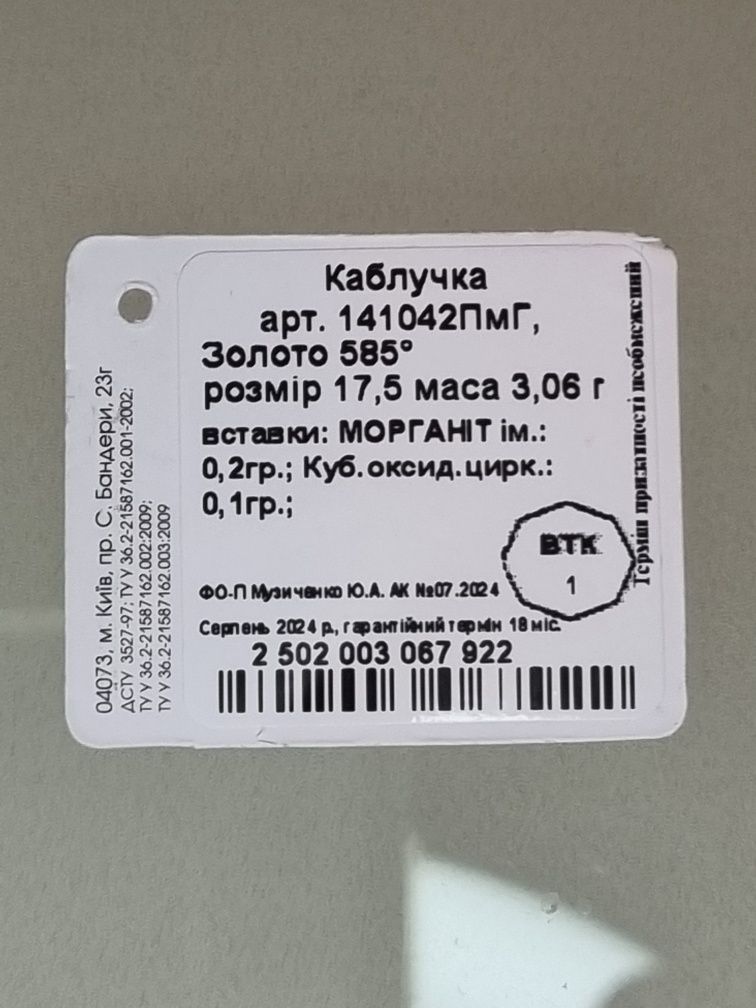 Каблучка
арт. 141042ПмГ,
Золото 585°
розмір 17,5 маса 3,06 г
вставки: МОРГАНІТ ім.:
0,2гр.; Куб.оксид.цирк.:
0,1гр.;
ВТК
1
ФО-П Музиченко Ю.А. АК №07.2024
Серпень 2024 р., гарантійний термін 18 міс.
2 502 003 067 922
Термін придатності необмежений
04073, м. Київ, пр. С. Бандери, 23г
ДСТУ 3527-97; ТУ У 36.2-21587162.001-2002;
ТУ У 36.2-21587162.002:2009;
ТУ У 36.2-21587162.003:2009